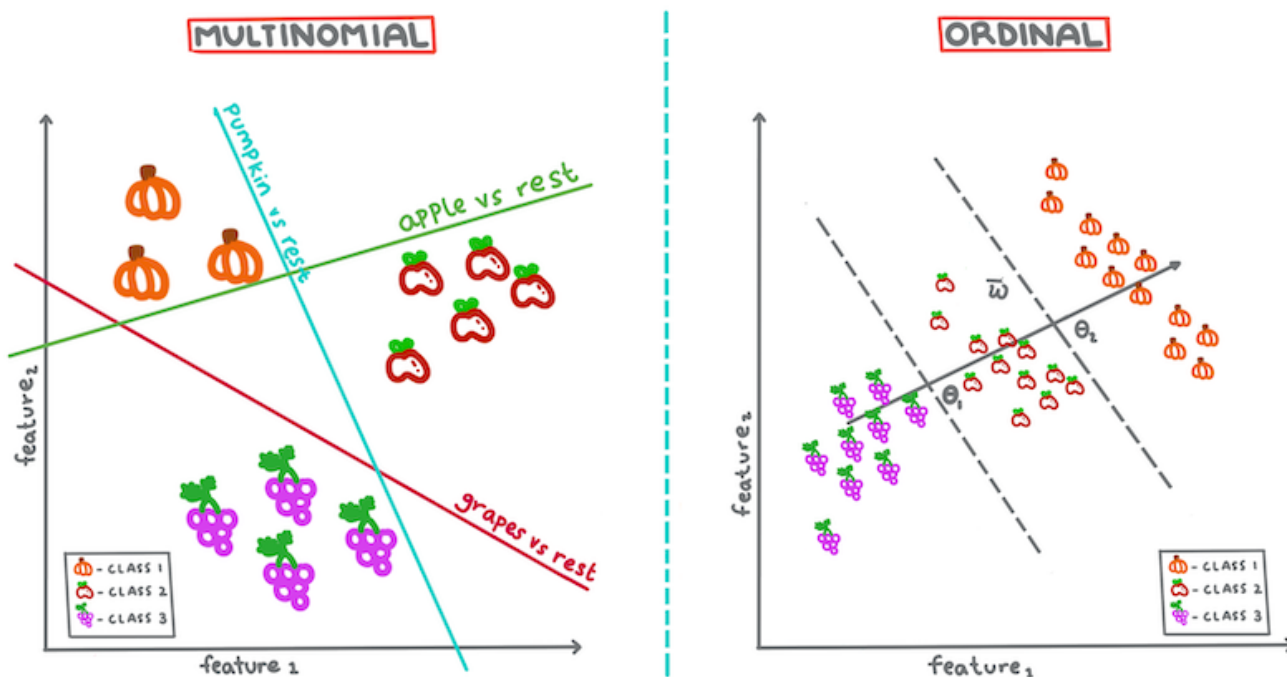 MULTINOMIAL
pumpkin vs rest
apple vs rest
grapes vs rest
feature₂
feature₁
- CLASS 1
- CLASS 2
- CLASS 3
ORDINAL
w̄
θ₂
θ₁
feature₂
feature₁
- CLASS 1
- CLASS 2
- CLASS 3